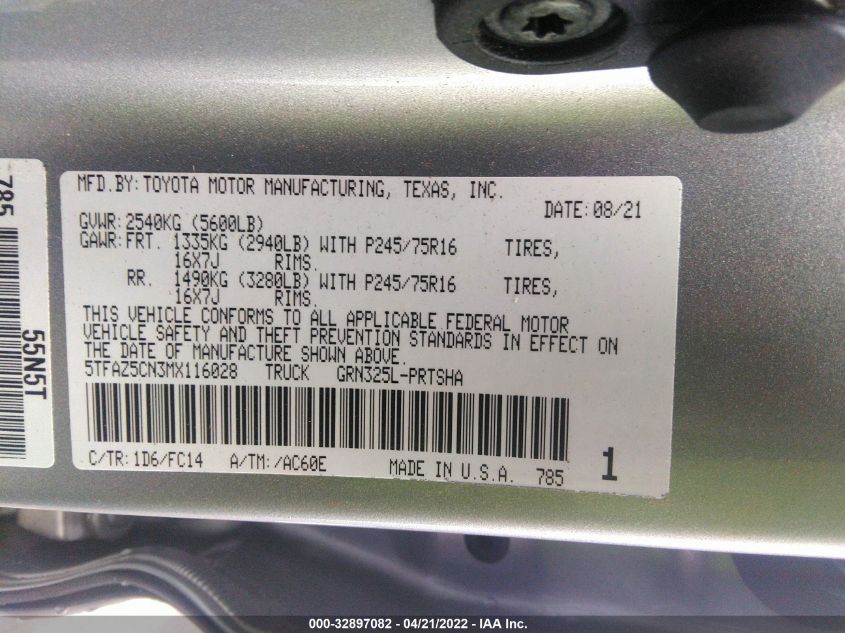 MFD.BY:TOYOTA MOTOR MANUFACTURING, TEXAS, INC.
DATE:08/21
GVWR:2540KG (5600LB)
GAWR:FRT. 1335KG (2940LB) WITH P245/75R16 TIRES,
16X7J RIMS.
RR. 1490KG (3280LB) WITH P245/75R16 TIRES,
16X7J RIMS.
THIS VEHICLE CONFORMS TO ALL APPLICABLE FEDERAL MOTOR
VEHICLE SAFETY AND THEFT PREVENTION STANDARDS IN EFFECT ON
THE DATE OF MANUFACTURE SHOWN ABOVE.
5TFAZ5CN3MX116028 TRUCK GRN325L-PRTSHA
C/TR:1D6/FC14 A/TM:/AC60E MADE IN U.S.A. 785 1
785
55N5T
000-32897082 - 04/21/2022 - IAA Inc.